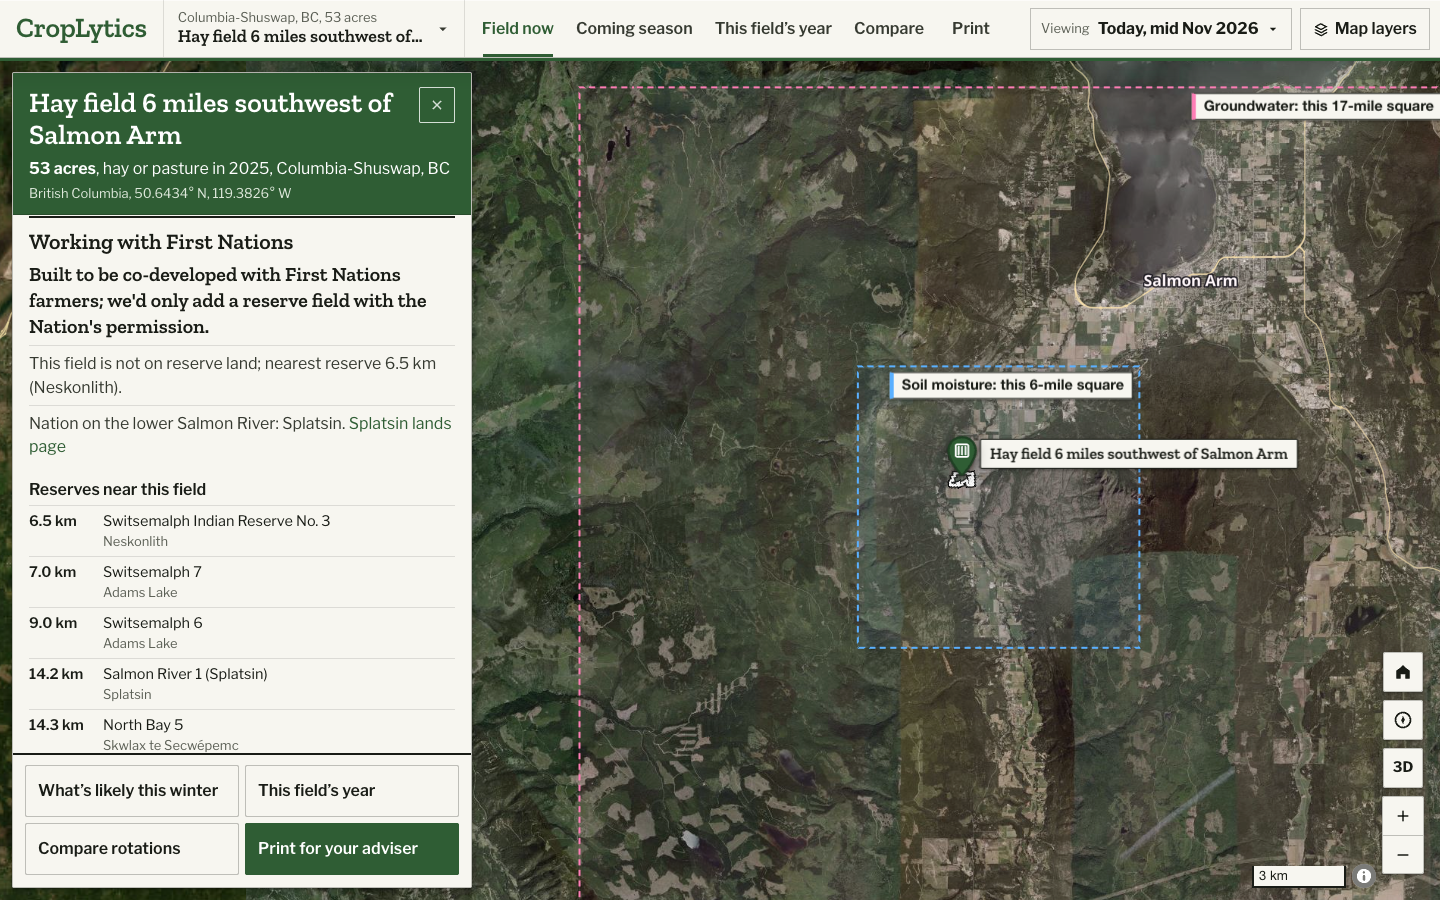 CropLytics
Columbia-Shuswap, BC, 53 acres
Hay field 6 miles southwest of...
Field now
Coming season
This field's year
Compare
Print
Viewing Today, mid Nov 2026
Map layers
Hay field 6 miles southwest of
Salmon Arm
53 acres, hay or pasture in 2025, Columbia-Shuswap, BC
British Columbia, 50.6434° N, 119.3826° W
Working with First Nations
Built to be co-developed with First Nations
farmers; we'd only add a reserve field with the
Nation's permission.
This field is not on reserve land; nearest reserve 6.5 km
(Neskonlith).
Nation on the lower Salmon River: Splatsin. Splatsin lands
page
Reserves near this field
6.5 km Switsemalph Indian Reserve No. 3
Neskonlith
7.0 km Switsemalph 7
Adams Lake
9.0 km Switsemalph 6
Adams Lake
14.2 km Salmon River 1 (Splatsin)
Splatsin
14.3 km North Bay 5
Skwlax te Secwépemc
What's likely this winter
This field's year
Compare rotations
Print for your adviser
Groundwater: this 17-mile square
Salmon Arm
Soil moisture: this 6-mile square
Hay field 6 miles southwest of Salmon Arm
3D
3 km